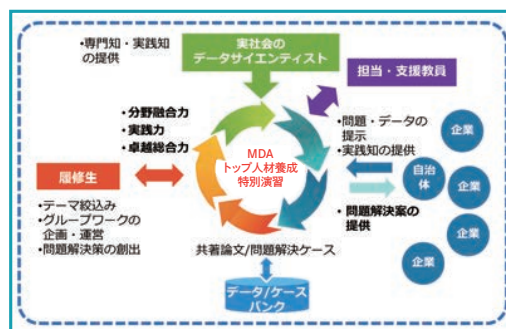 ・専門知・実践知
の提供
実社会の
データサイエンティスト
担当・支援教員
・分野融合力
・実践力
・卓越総合力
MDA
トップ人材養成
特別演習
・問題・データの
提示
・実践知の提供
企業
自治
体
企業
企業
企業
履修生
・テーマ絞込み
・グループワークの
企画・運営
・問題解決策の創出
・問題解決案の
提供
共著論文/問題解決ケース
データ/ケース
バンク